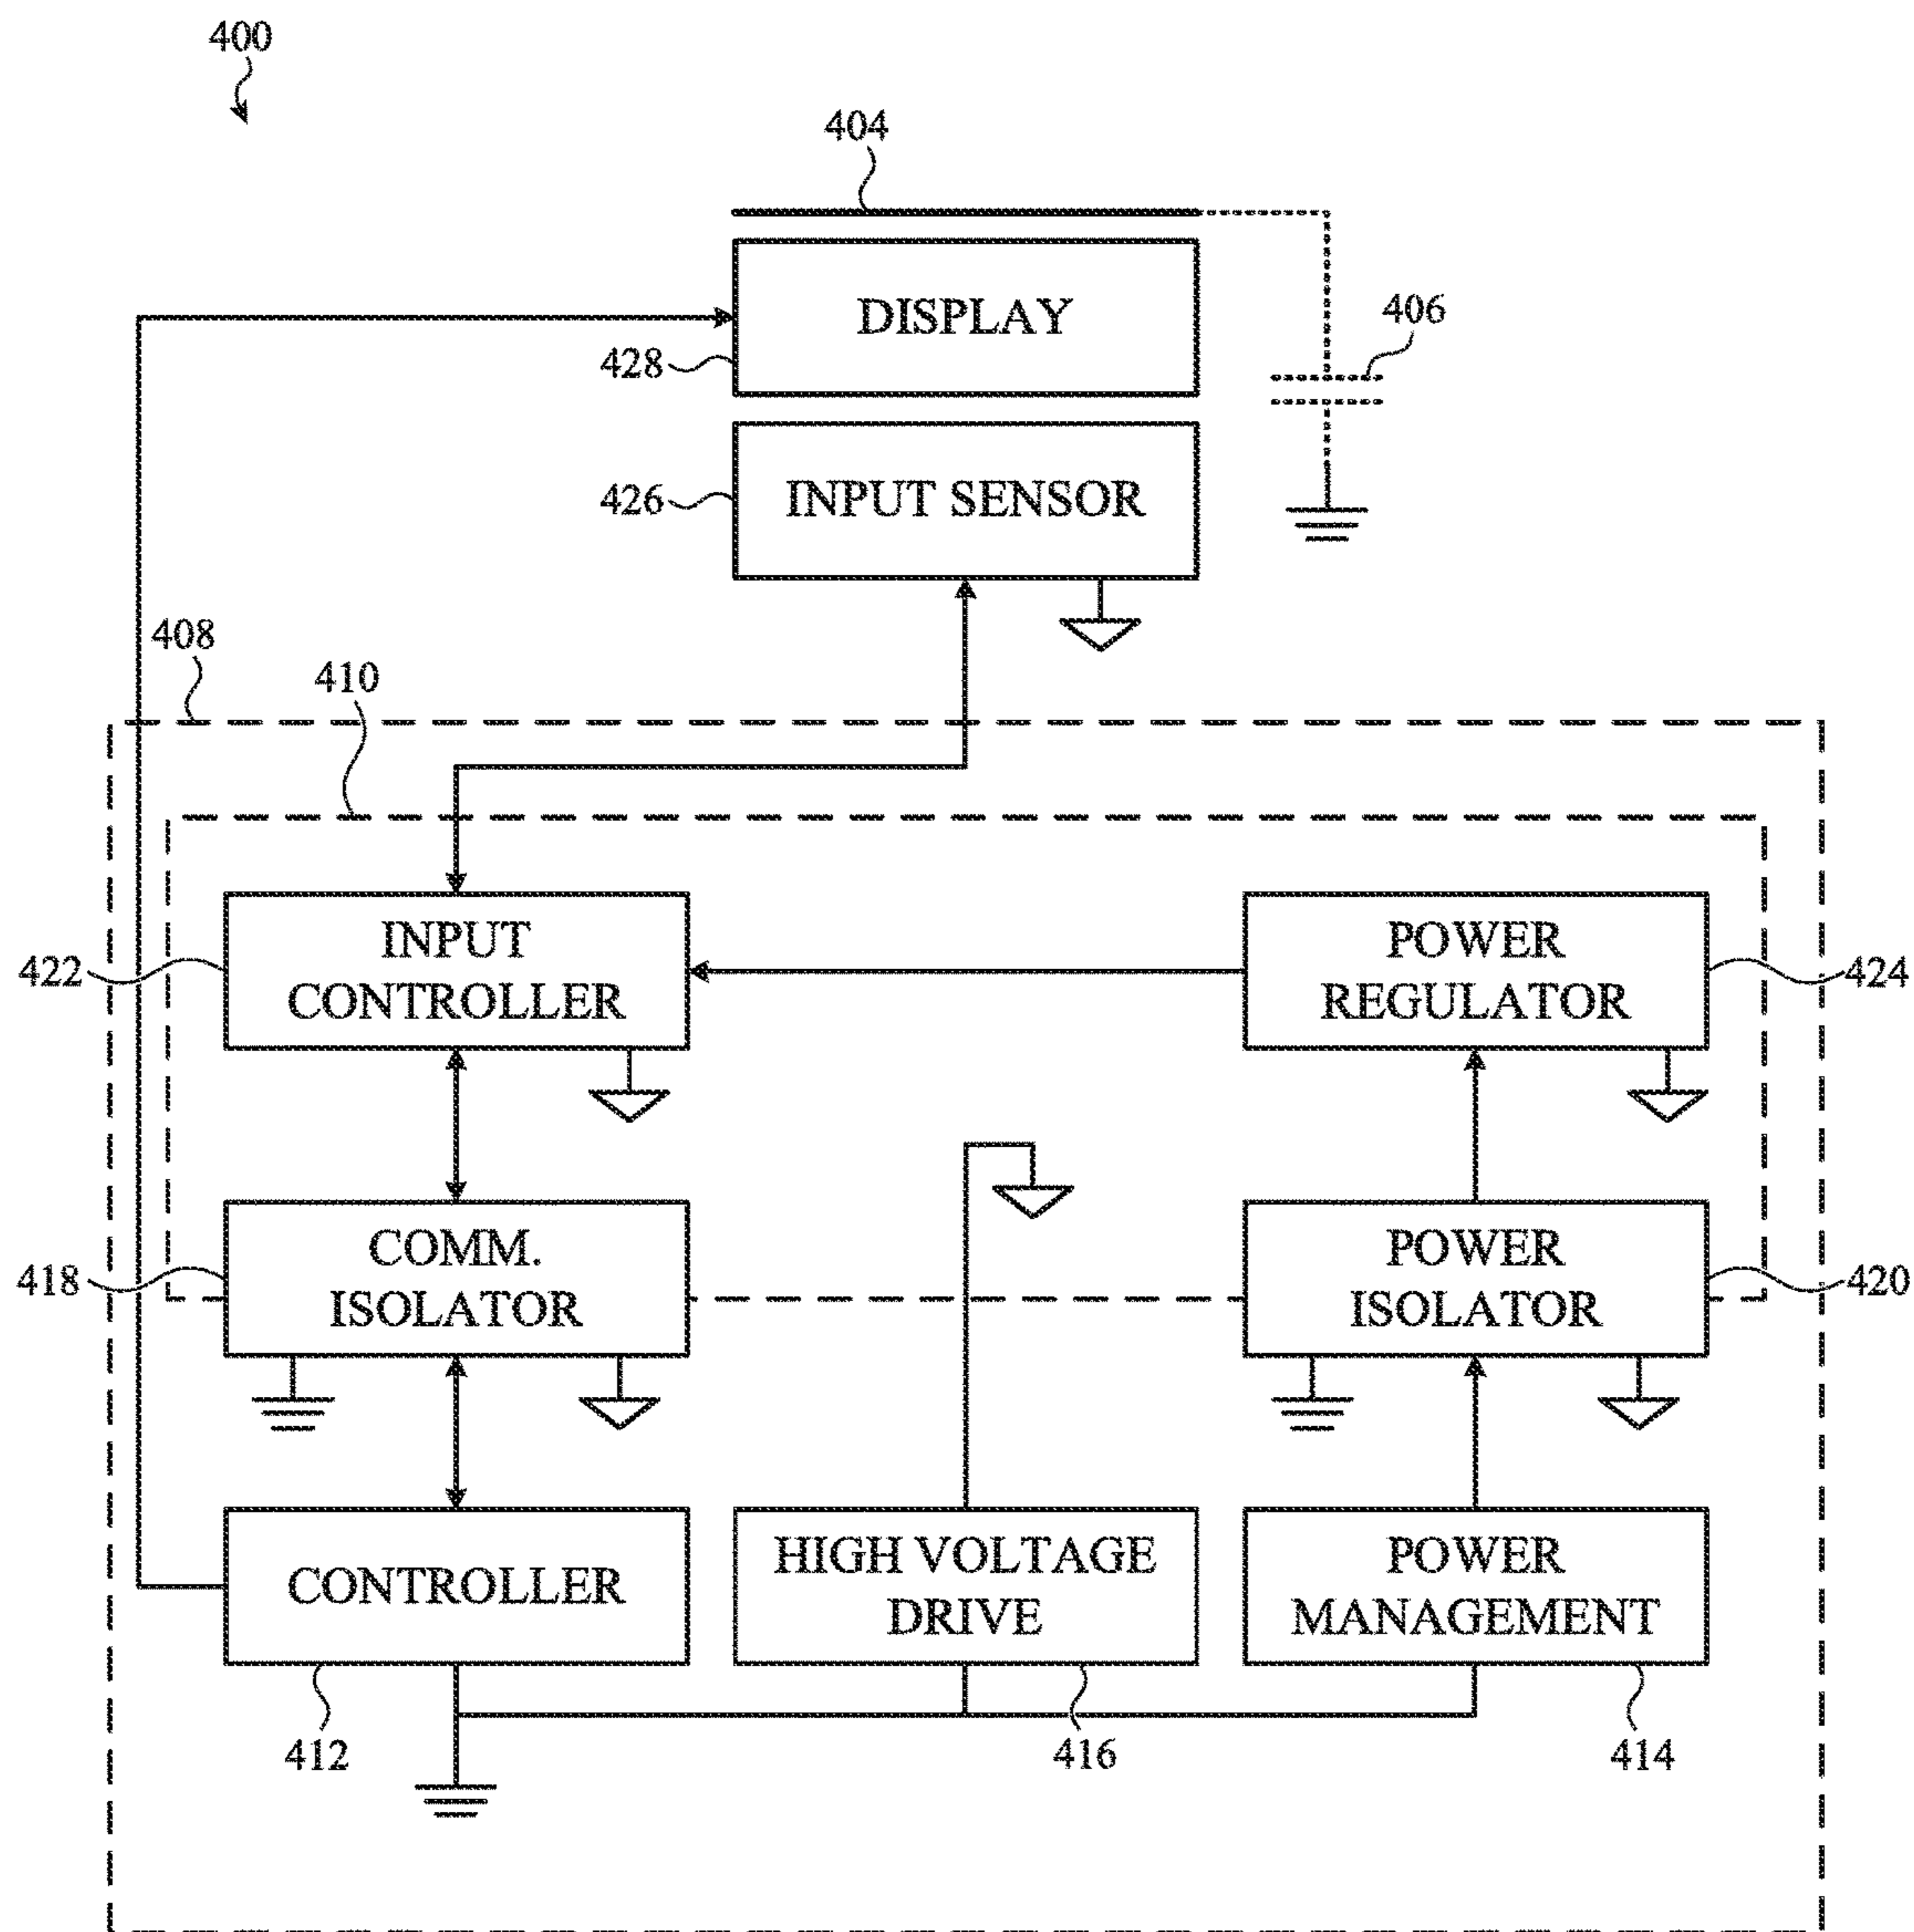 400
404
DISPLAY
406
428
INPUT SENSOR
426
408
410
INPUT
CONTROLLER
422
POWER
REGULATOR
424
COMM.
ISOLATOR
418
POWER
ISOLATOR
420
CONTROLLER
HIGH VOLTAGE
DRIVE
POWER
MANAGEMENT
412
416
414